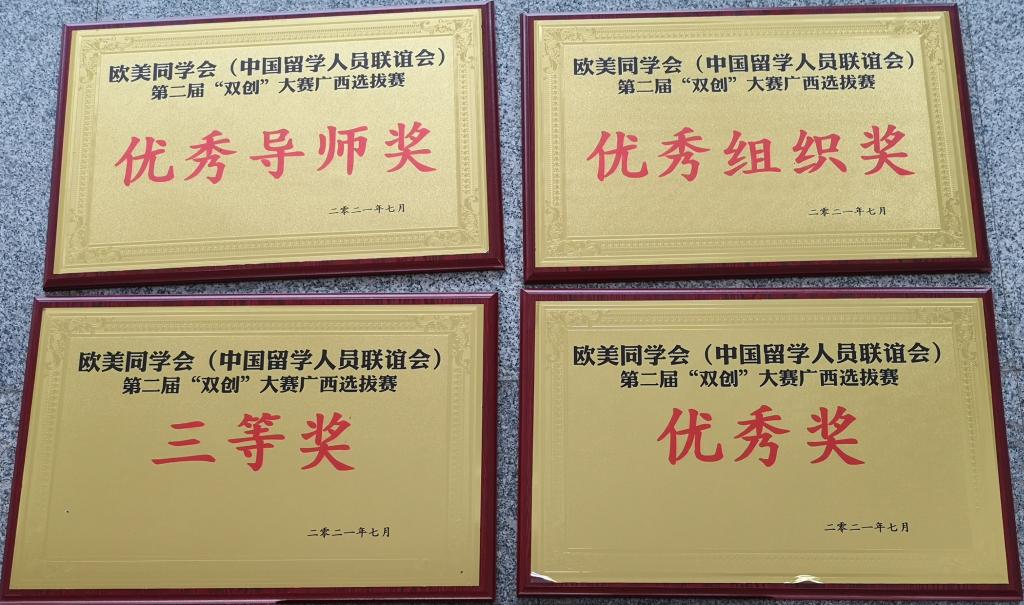 欧美同学会（中国留学人员联谊会）
第二届“双创”大赛广西选拔赛
优秀导师奖
二零二一年七月
欧美同学会（中国留学人员联谊会）
第二届“双创”大赛广西选拔赛
优秀组织奖
二零二一年七月
欧美同学会（中国留学人员联谊会）
第二届“双创”大赛广西选拔赛
三等奖
二零二一年七月
欧美同学会（中国留学人员联谊会）
第二届“双创”大赛广西选拔赛
优秀奖
二零二一年七月